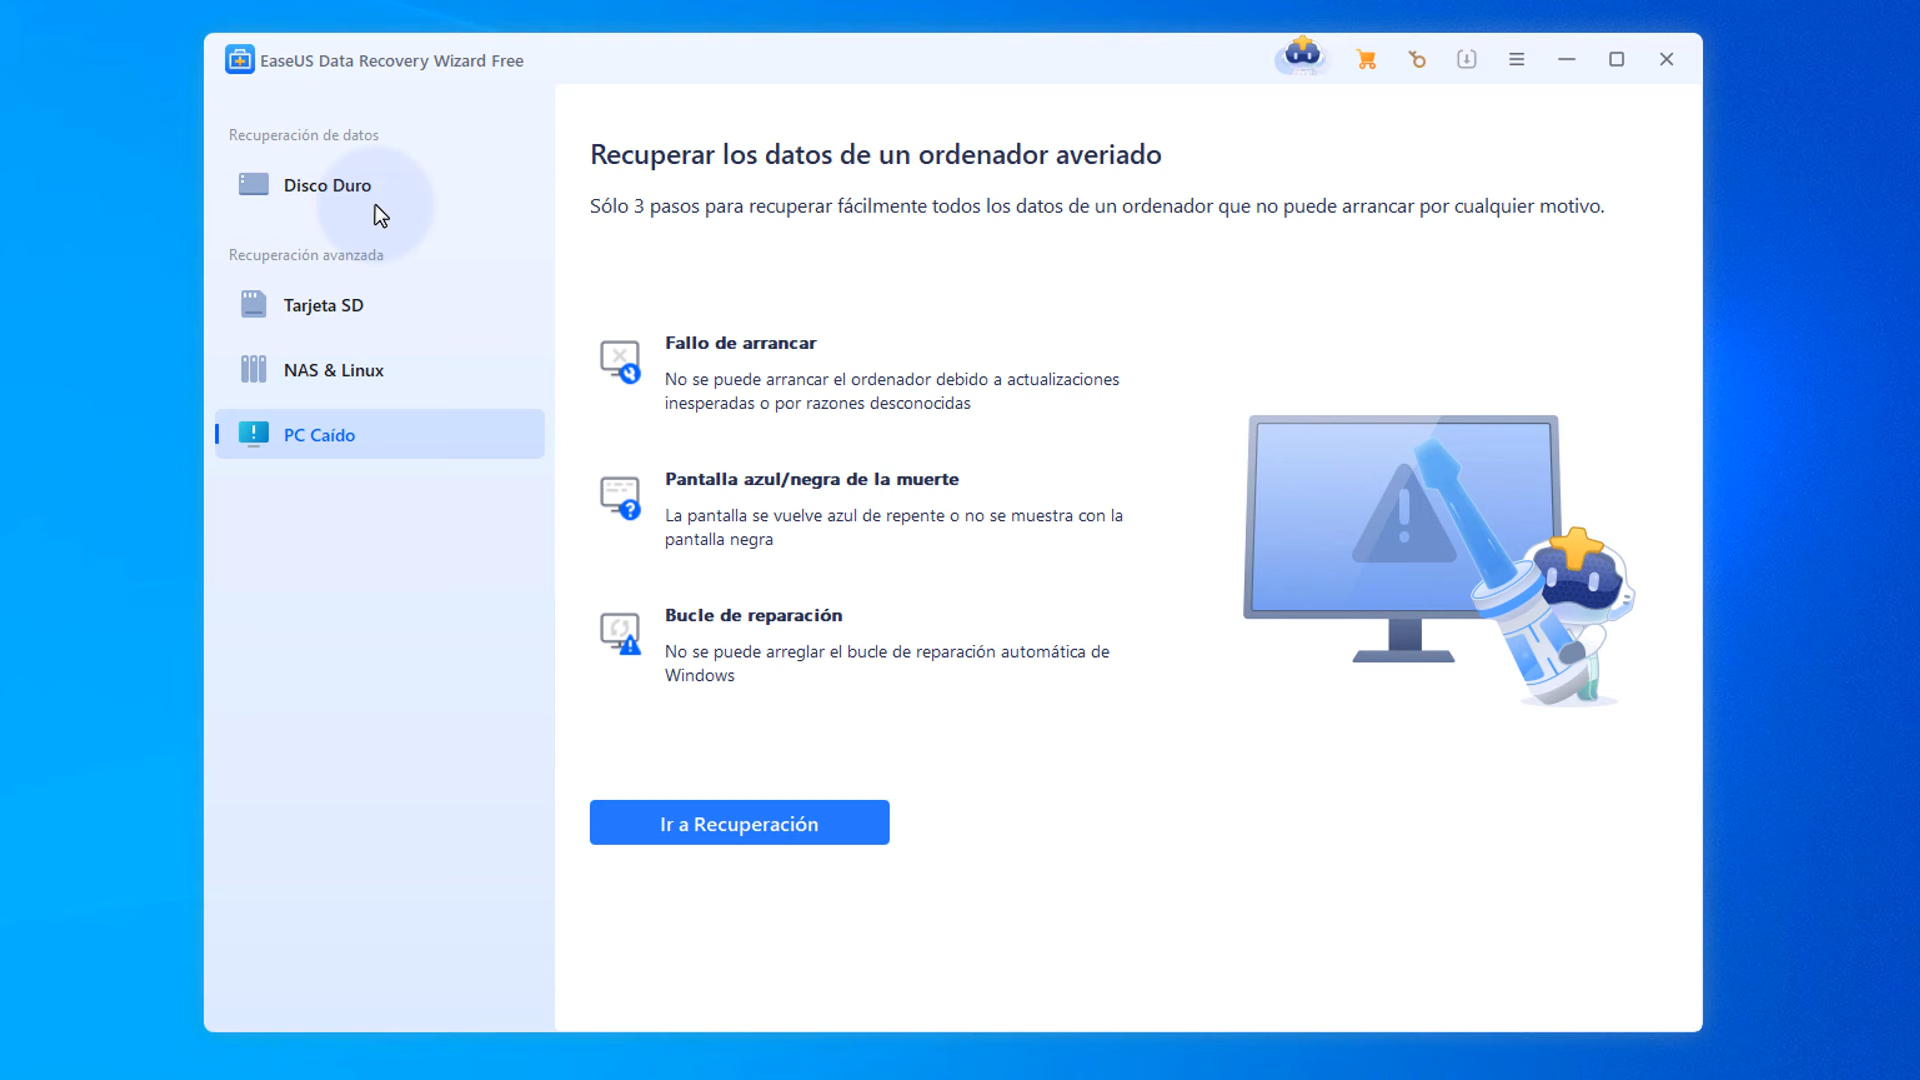 EaseUS Data Recovery Wizard Free
Recuperación de datos
Disco Duro
Recuperación avanzada
Tarjeta SD
NAS & Linux
PC Caído
Recuperar los datos de un ordenador averiado
Sólo 3 pasos para recuperar fácilmente todos los datos de un ordenador que no puede arrancar por cualquier motivo.
Fallo de arrancar
No se puede arrancar el ordenador debido a actualizaciones
inesperadas o por razones desconocidas
Pantalla azul/negra de la muerte
La pantalla se vuelve azul de repente o no se muestra con la
pantalla negra
Bucle de reparación
No se puede arreglar el bucle de reparación automática de
Windows
Ir a Recuperación